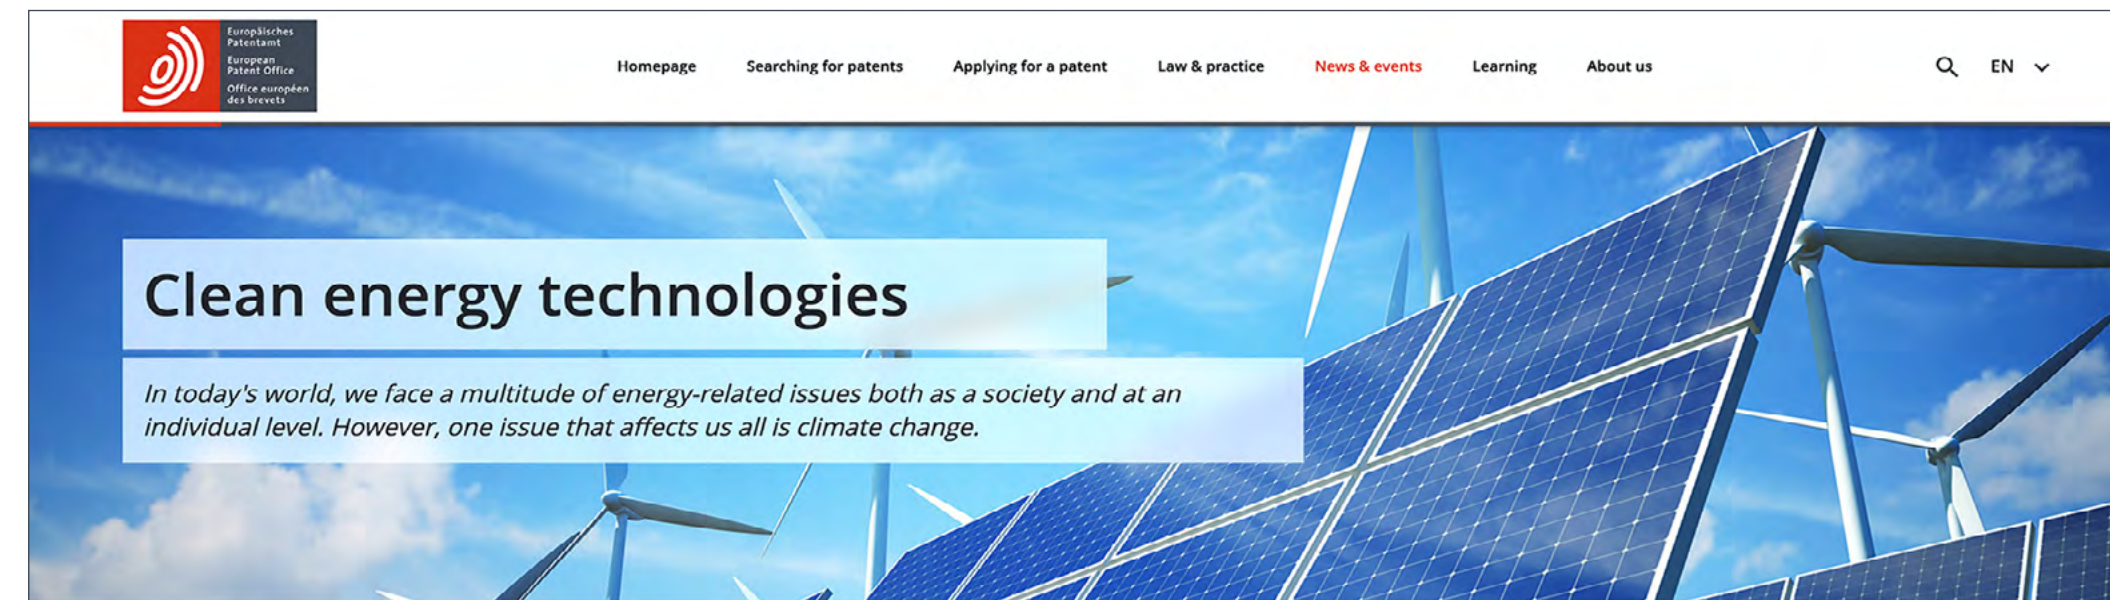 Europäisches
Patentamt
European
Patent Office
Office européen
des brevets
Homepage Searching for patents Applying for a patent Law & practice News & events Learning About us EN
Clean energy technologies
In today's world, we face a multitude of energy-related issues both as a society and at an
individual level. However, one issue that affects us all is climate change.